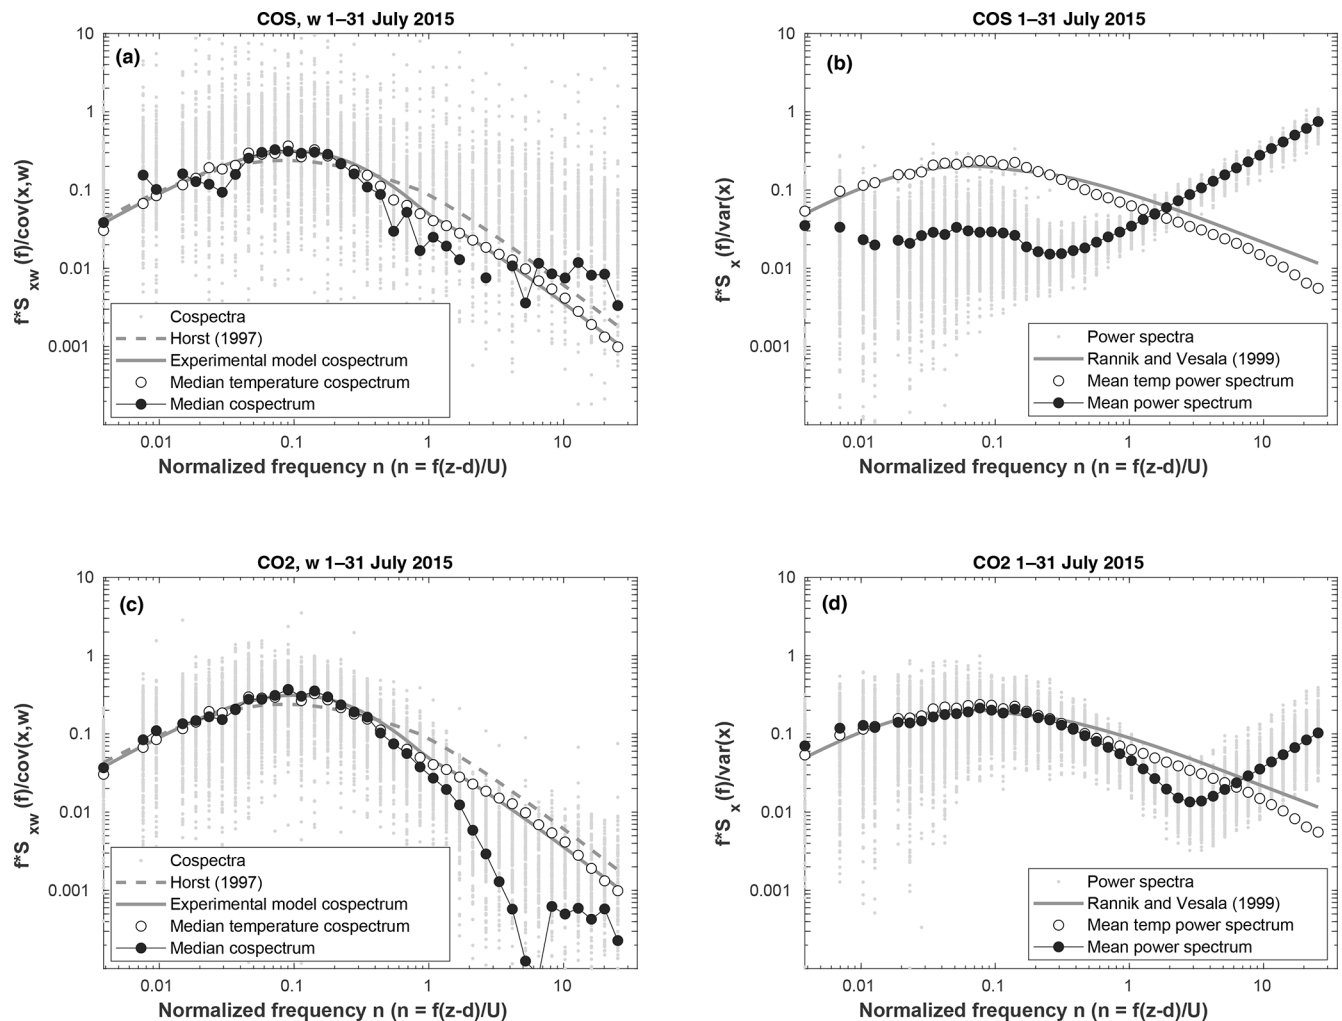 COS, w 1–31 July 2015
(a)
10
1
0.1
0.01
0.001
f*S xw (f)/cov(x,w)
Cospectra
Horst (1997)
Experimental model cospectrum
Median temperature cospectrum
Median cospectrum
0.01 0.1 1 10
Normalized frequency n (n = f(z-d)/U)
COS 1–31 July 2015
(b)
10
1
0.1
0.01
0.001
f*S x (f)/var(x)
Power spectra
Rannik and Vesala (1999)
Mean temp power spectrum
Mean power spectrum
0.01 0.1 1 10
Normalized frequency n (n = f(z-d)/U)
CO2, w 1–31 July 2015
(c)
10
1
0.1
0.01
0.001
f*S xw (f)/cov(x,w)
Cospectra
Horst (1997)
Experimental model cospectrum
Median temperature cospectrum
Median cospectrum
0.01 0.1 1 10
Normalized frequency n (n = f(z-d)/U)
CO2 1–31 July 2015
(d)
10
1
0.1
0.01
0.001
f*S x (f)/var(x)
Power spectra
Rannik and Vesala (1999)
Mean temp power spectrum
Mean power spectrum
0.01 0.1 1 10
Normalized frequency n (n = f(z-d)/U)